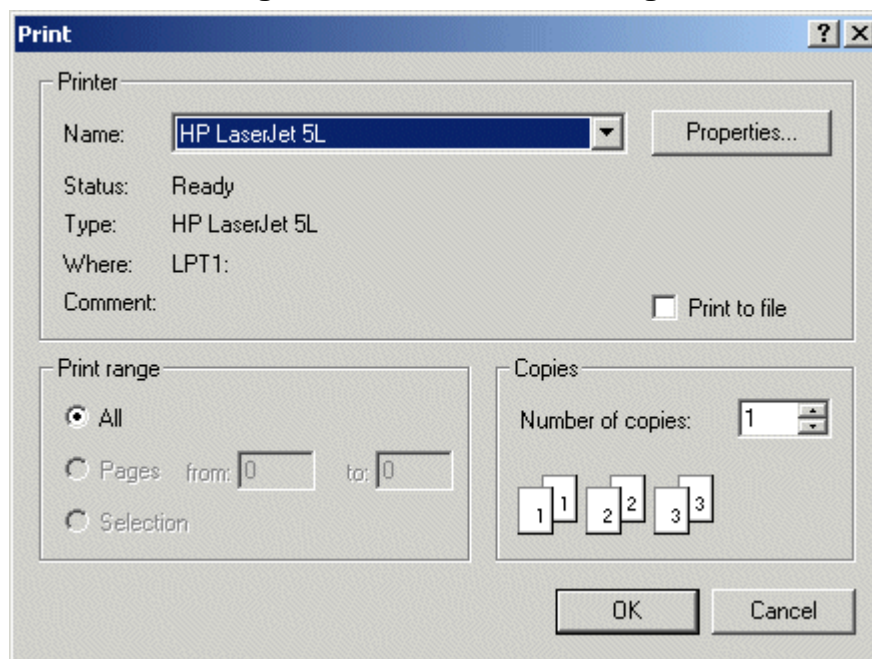 Print
Printer
Name: HP LaserJet 5L Properties...
Status: Ready
Type: HP LaserJet 5L
Where: LPT1:
Comment: Print to file
Print range
All
Pages from: 0 to: 0
Selection
Copies
Number of copies: 1
1 1 2 2 3 3
OK Cancel